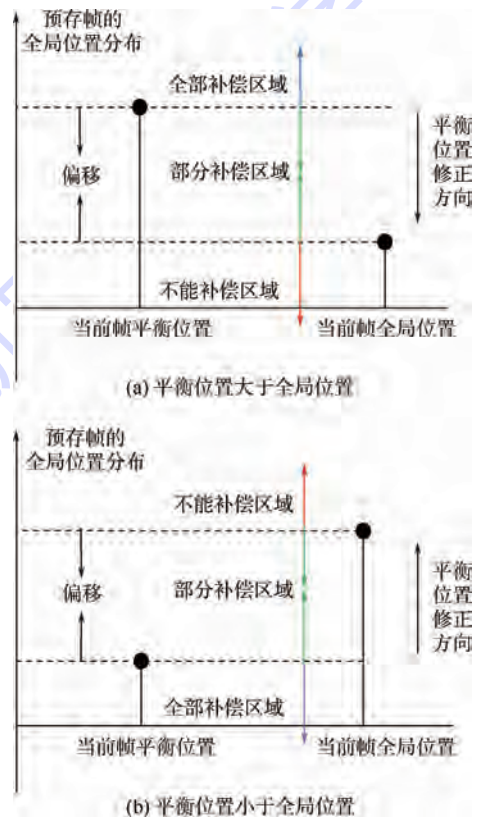 预存帧的
全局位置分布
全部补偿区域
平衡
位置
修正
方向
偏移
部分补偿区域
不能补偿区域
当前帧平衡位置
当前帧全局位置
(a) 平衡位置大于全局位置
预存帧的
全局位置分布
不能补偿区域
平衡
位置
修正
方向
偏移
部分补偿区域
全部补偿区域
当前帧平衡位置
当前帧全局位置
(b) 平衡位置小于全局位置